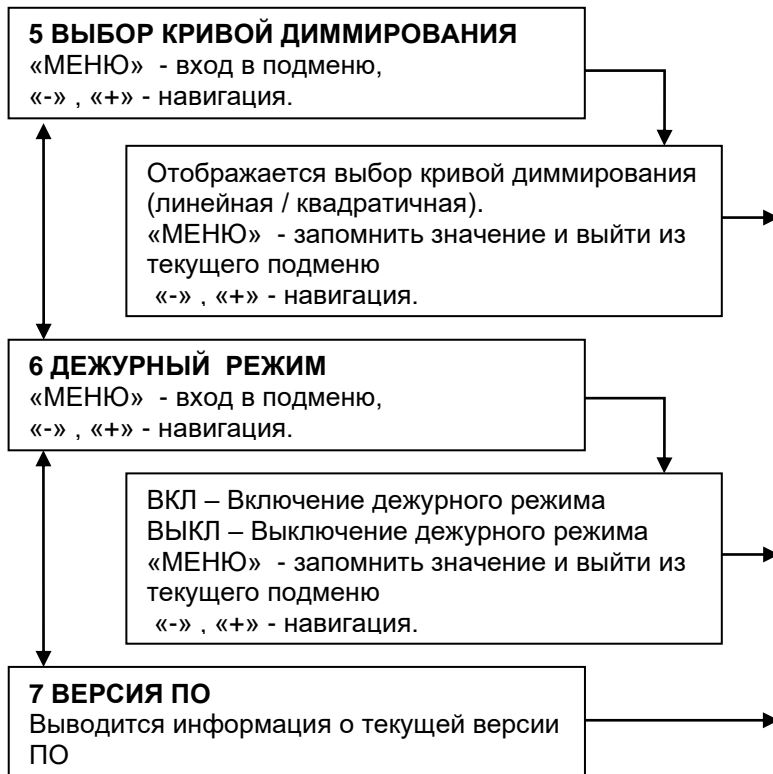 5 ВЫБОР КРИВОЙ ДИММИРОВАНИЯ
«МЕНЮ» - вход в подменю,
«-» , «+» - навигация.
Отображается выбор кривой диммирования
(линейная / квадратичная).
«МЕНЮ» - запомнить значение и выйти из
текущего подменю
«-» , «+» - навигация.
6 ДЕЖУРНЫЙ РЕЖИМ
«МЕНЮ» - вход в подменю,
«-» , «+» - навигация.
ВКЛ – Включение дежурного режима
ВЫКЛ – Выключение дежурного режима
«МЕНЮ» - запомнить значение и выйти из
текущего подменю
«-» , «+» - навигация.
7 ВЕРСИЯ ПО
Выводится информация о текущей версии
ПО